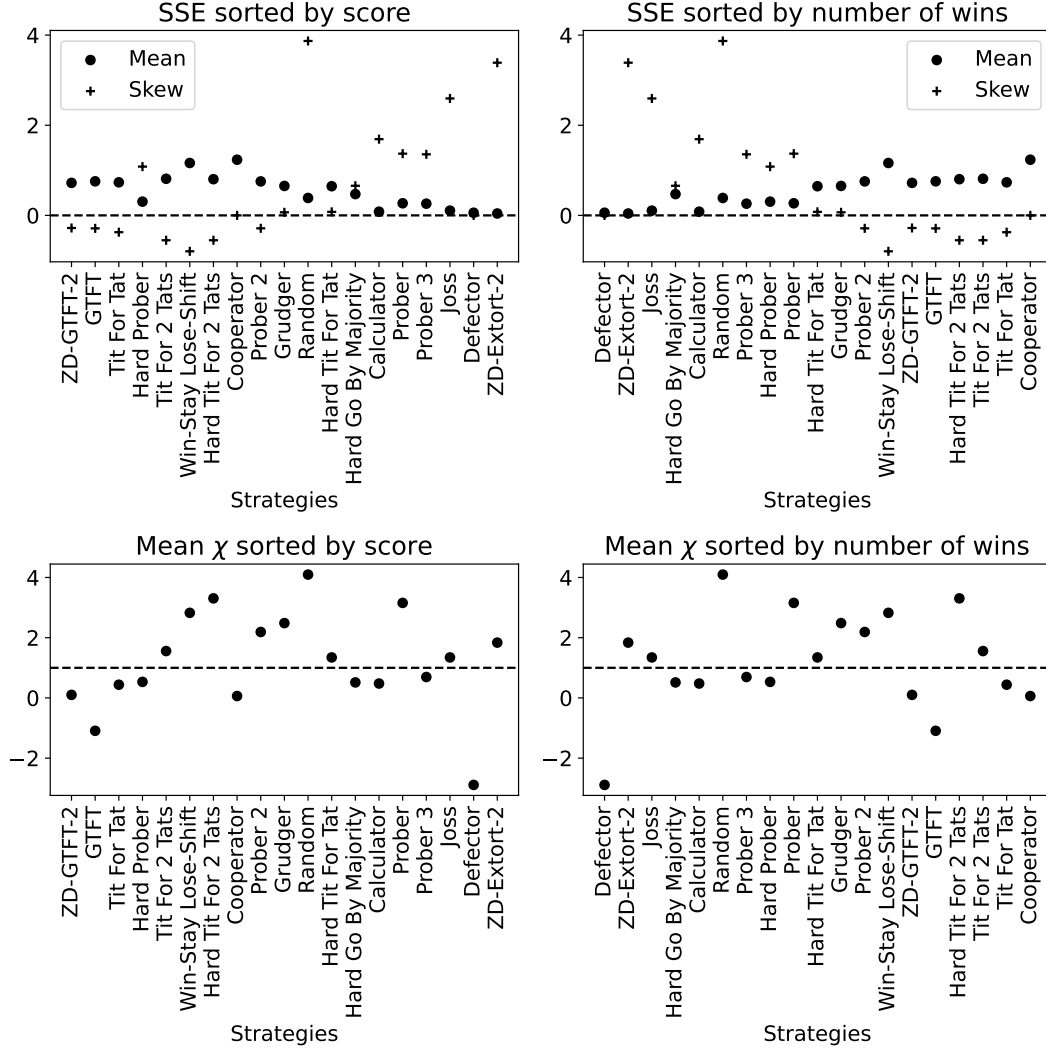 SSE sorted by score
4
2
0
Mean
Skew
ZD-GTFT-2
GTFT
Tit For Tat
Hard Prober
Tit For 2 Tats
Win-Stay Lose-Shift
Hard Tit For 2 Tats
Cooperator
Prober 2
Grudger
Random
Hard Tit For Tat
Hard Go By Majority
Calculator
Prober
Prober 3
Joss
Defector
ZD-Extort-2
Strategies
SSE sorted by number of wins
4
2
0
Mean
Skew
Defector
ZD-Extort-2
Joss
Hard Go By Majority
Calculator
Random
Prober 3
Hard Prober
Prober
Hard Tit For Tat
Grudger
Prober 2
Win-Stay Lose-Shift
ZD-GTFT-2
GTFT
Hard Tit For 2 Tats
Tit For 2 Tats
Tit For Tat
Cooperator
Strategies
Mean χ sorted by score
4
2
0
−2
ZD-GTFT-2
GTFT
Tit For Tat
Hard Prober
Tit For 2 Tats
Win-Stay Lose-Shift
Hard Tit For 2 Tats
Cooperator
Prober 2
Grudger
Random
Hard Tit For Tat
Hard Go By Majority
Calculator
Prober
Prober 3
Joss
Defector
ZD-Extort-2
Strategies
Mean χ sorted by number of wins
4
2
0
−2
Defector
ZD-Extort-2
Joss
Hard Go By Majority
Calculator
Random
Prober 3
Hard Prober
Prober
Hard Tit For Tat
Grudger
Prober 2
Win-Stay Lose-Shift
ZD-GTFT-2
GTFT
Hard Tit For 2 Tats
Tit For 2 Tats
Tit For Tat
Cooperator
Strategies